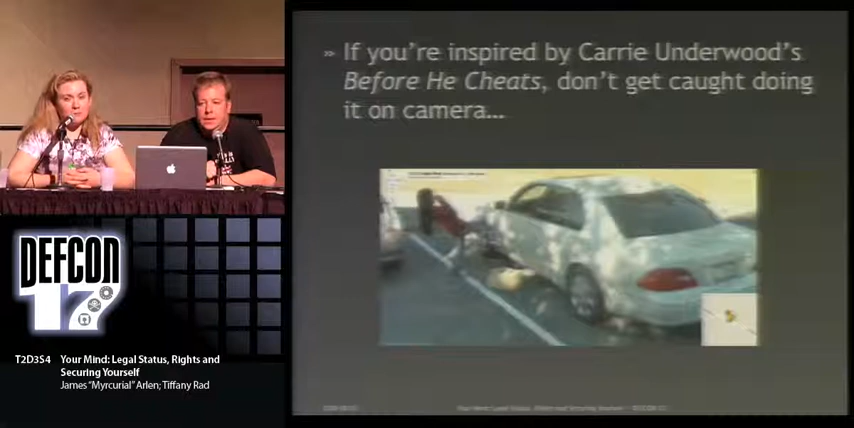 » If you're inspired by Carrie Underwood's
Before He Cheats, don't get caught doing
it on camera...
DEFCON
17
T2D3S4 Your Mind: Legal Status, Rights and
Securing Yourself
James "Myrcurial" Arlen; Tiffany Rad